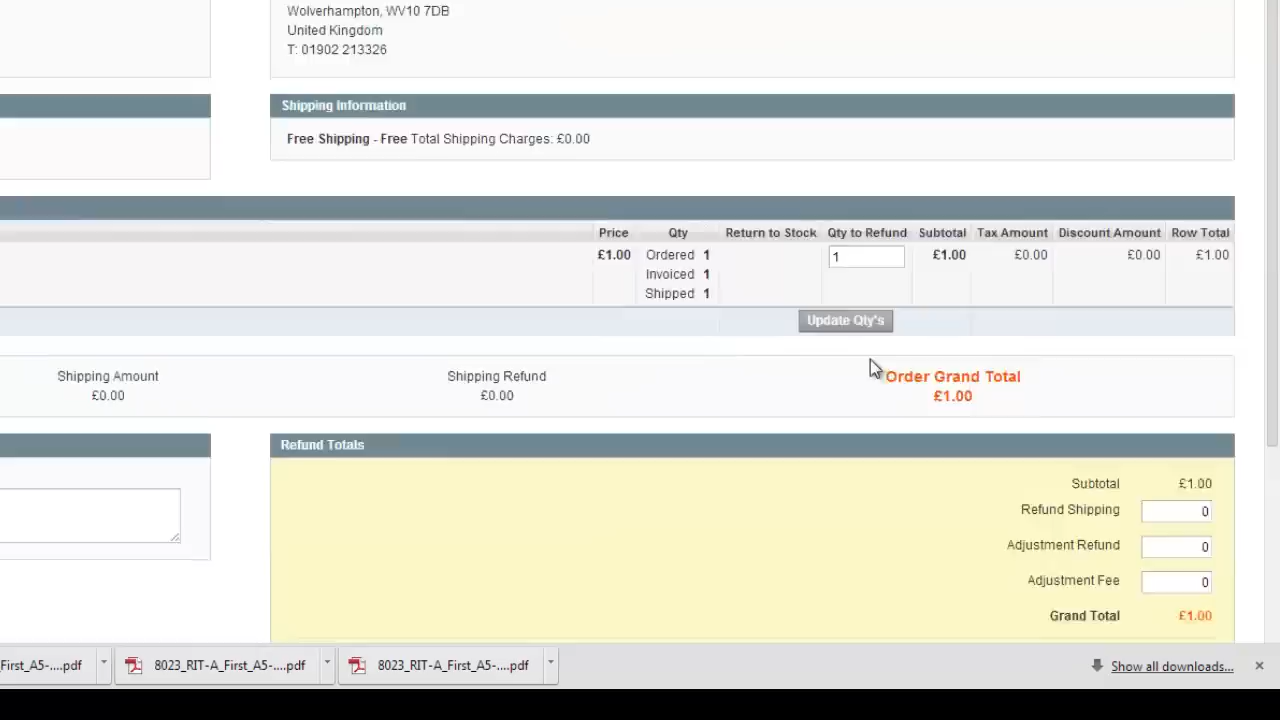 Wolverhampton, WV10 7DB
United Kingdom
T: 01902 213326
Shipping Information
Free Shipping - Free Total Shipping Charges: £0.00
Price Qty Return to Stock Qty to Refund Subtotal Tax Amount Discount Amount Row Total
£1.00 Ordered 1 1 £1.00 £0.00 £0.00 £1.00
Invoiced 1
Shipped 1
Update Qty's
Shipping Amount
£0.00
Shipping Refund
£0.00
Order Grand Total
£1.00
Refund Totals
Subtotal £1.00
Refund Shipping 0
Adjustment Refund 0
Adjustment Fee 0
Grand Total £1.00
First_A5-....pdf 8023_RIT-A_First_A5-....pdf 8023_RIT-A_First_A5-....pdf Show all downloads...